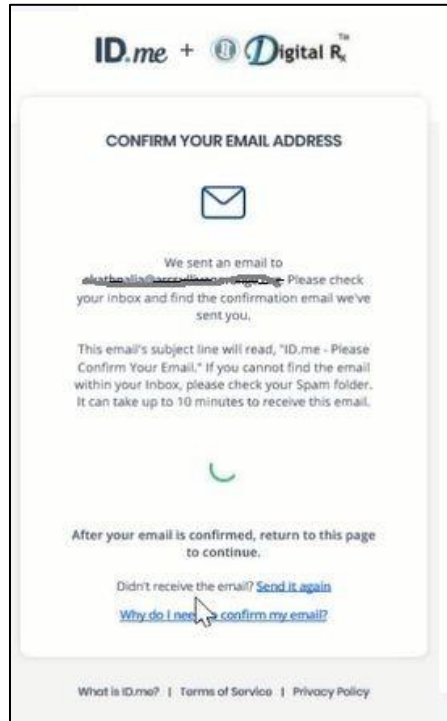 ID.me + Digital Rx™
CONFIRM YOUR EMAIL ADDRESS
We sent an email to
Please check
your inbox and find the confirmation email we've
sent you.
This email's subject line will read, "ID.me - Please
Confirm Your Email." If you cannot find the email
within your Inbox, please check your Spam folder.
It can take up to 10 minutes to receive this email.
After your email is confirmed, return to this page
to continue.
Didn't receive the email? Send it again
Why do I need confirm my email?
What is ID.me? | Terms of Service | Privacy Policy